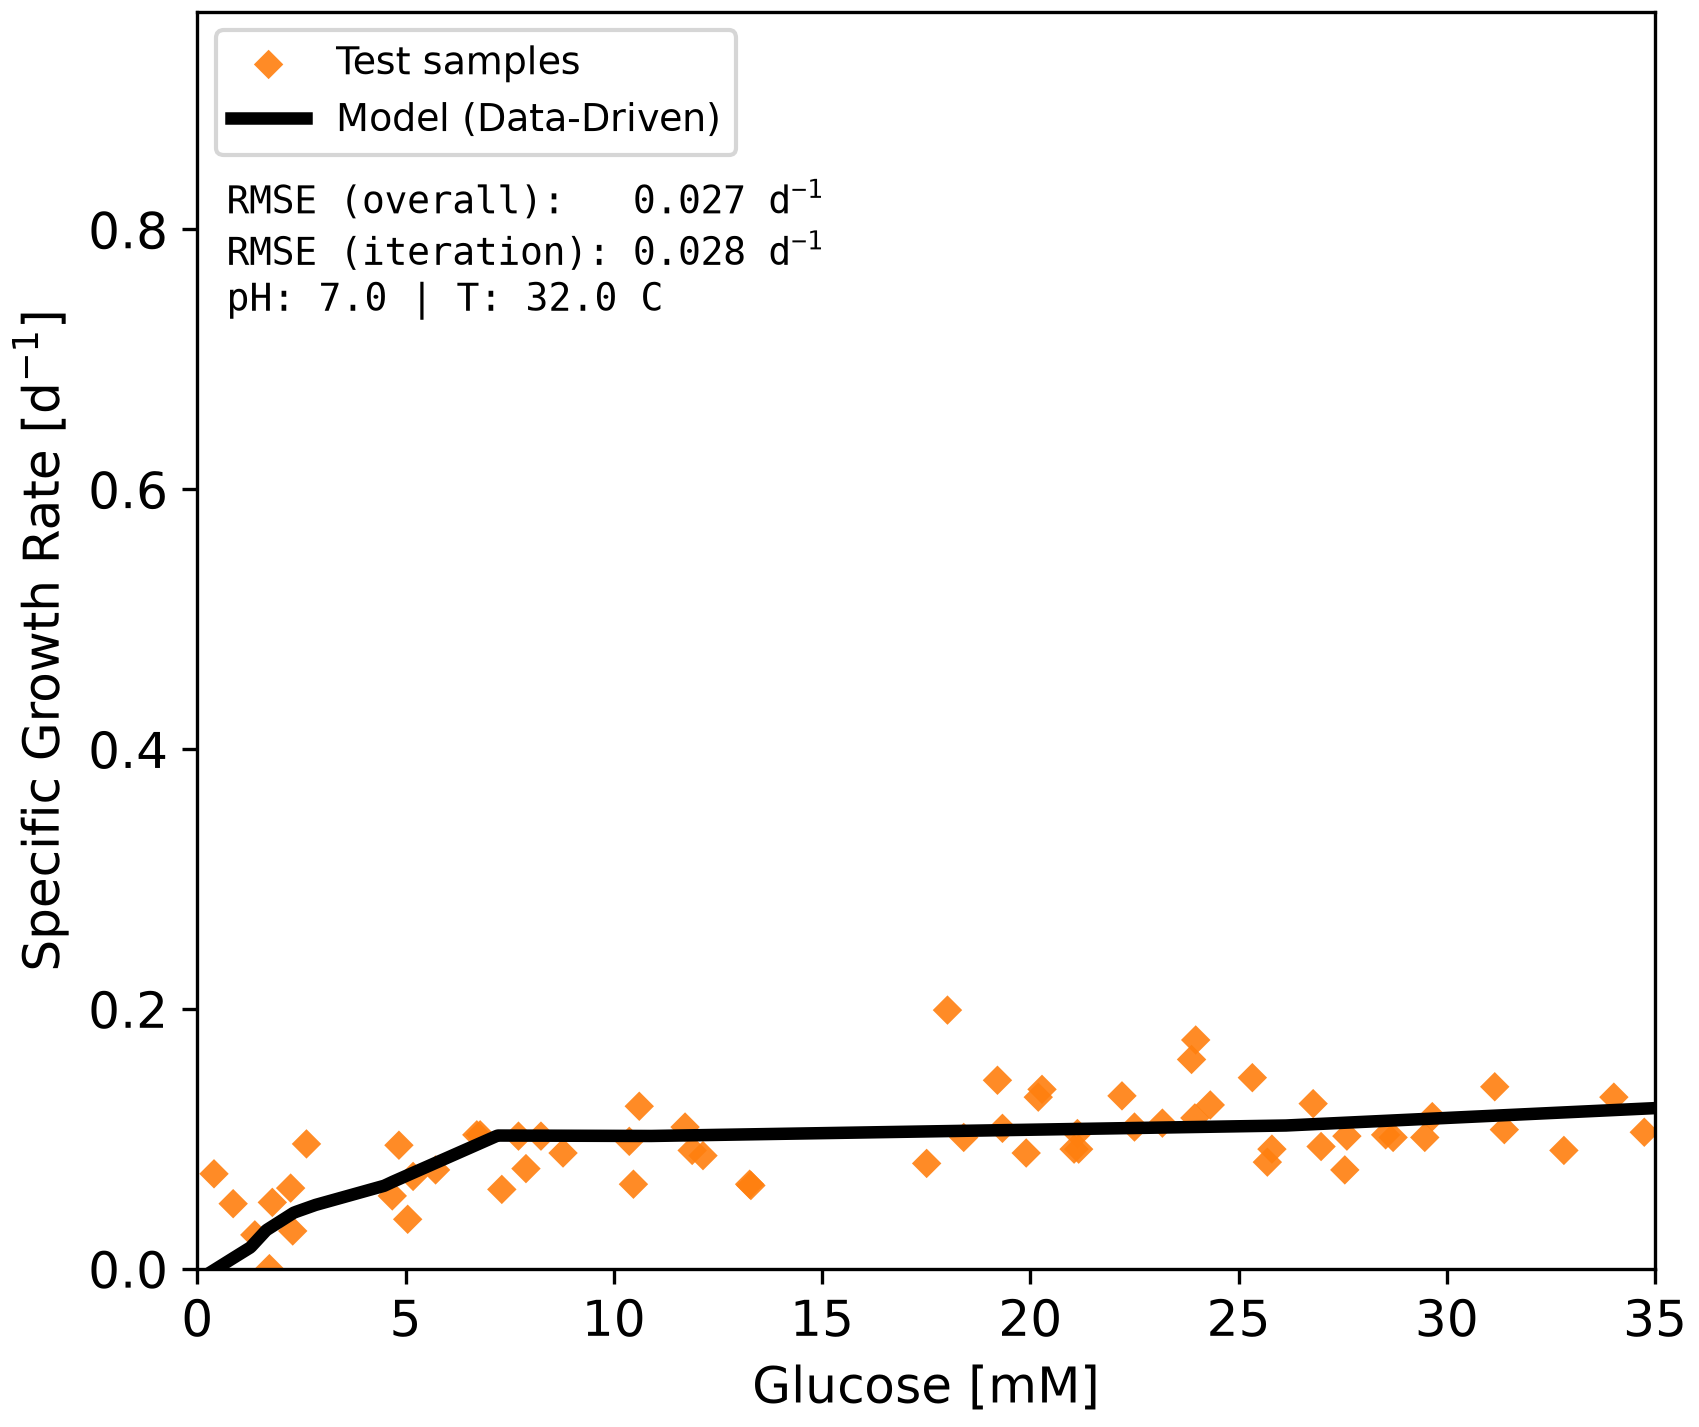 Test samples
Model (Data-Driven)
RMSE (overall):   0.027 d⁻¹
RMSE (iteration): 0.028 d⁻¹
pH: 7.0 | T: 32.0 C
Specific Growth Rate [d⁻¹]
0.8
0.6
0.4
0.2
0.0
0 5 10 15 20 25 30 35
Glucose [mM]